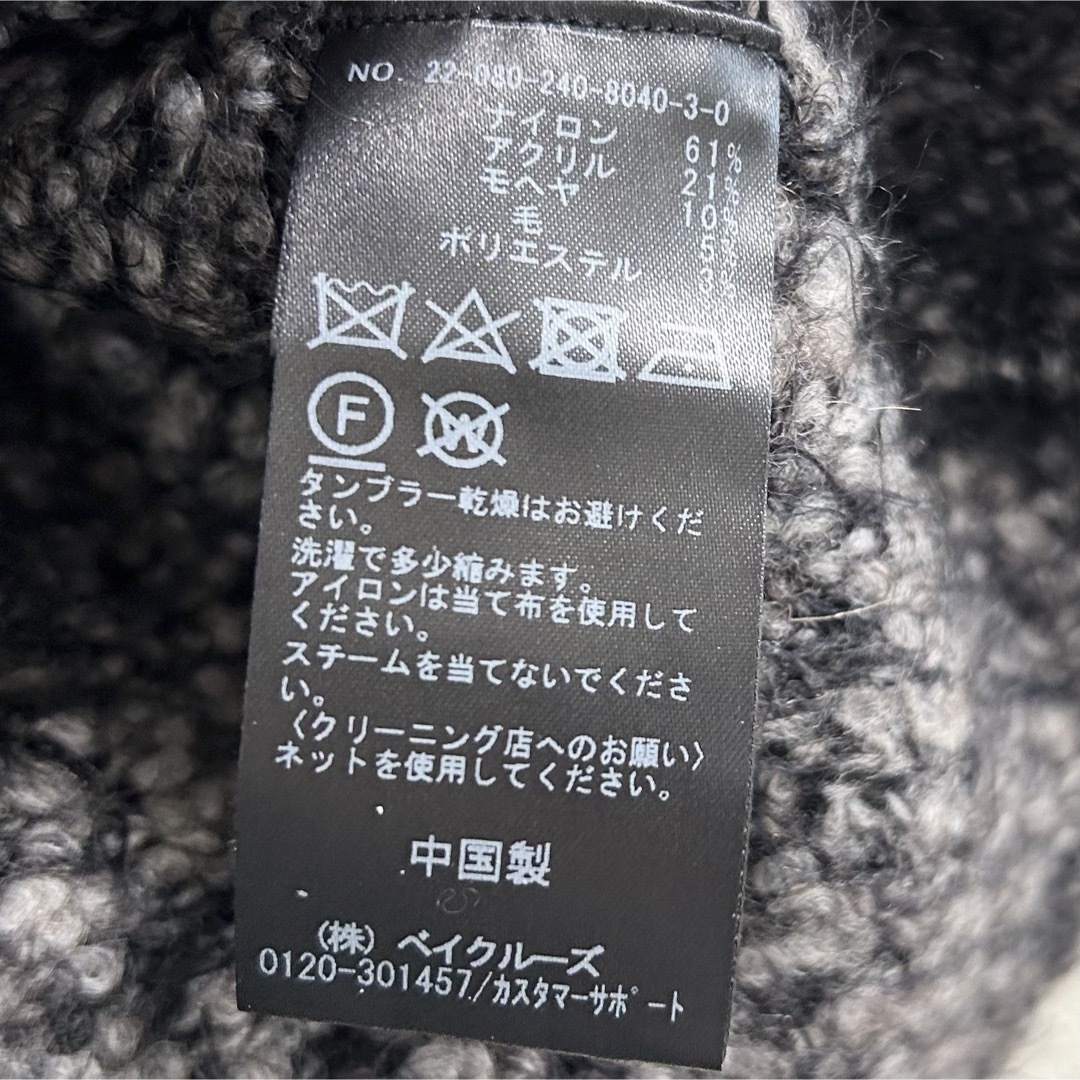 NO. 22-080-240-8040-3-0
ナイロン 61%
アクリル 21%
モヘヤ 10%
毛 5%
ポリエステル 3%
F W
タンブラー乾燥はお避けくだ
さい。
洗濯で多少縮みます。
アイロンは当て布を使用して
ください。
スチームを当てないでくださ
い。
〈クリーニング店へのお願い〉
ネットを使用してください。
中国製
(株) ベイクルーズ
0120-301457/ｶｽﾀﾏｰｻﾎﾟｰﾄ